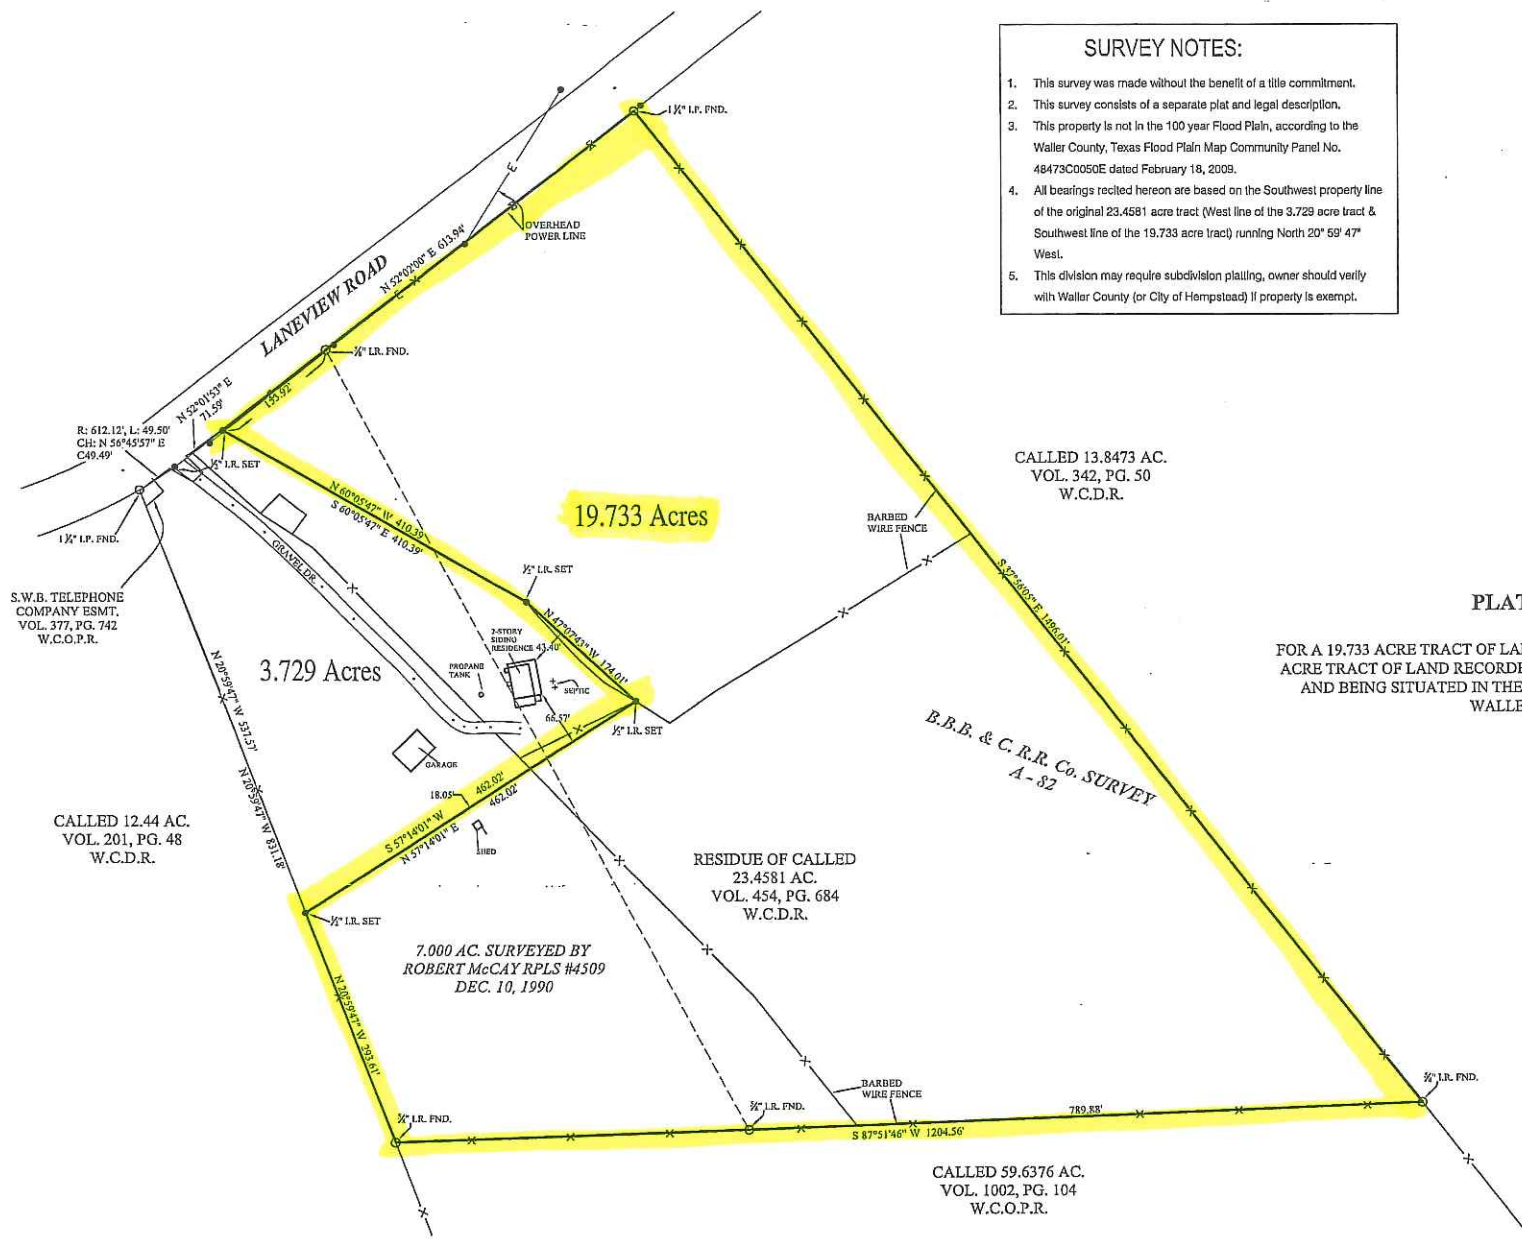 SURVEY NOTES:
1. This survey was made without the benefit of a title commitment.
2. This survey consists of a separate plat and legal description.
3. This property is not in the 100 year Flood Plain, according to the
Waller County, Texas Flood Plain Map Community Panel No.
48473C0050E dated February 18, 2009.
4. All bearings recited hereon are based on the Southwest property line
of the original 23.4581 acre tract (West line of the 3.729 acre tract &
Southwest line of the 19.733 acre tract) running North 20° 59' 47"
West.
5. This division may require subdivision platting, owner should verify
with Waller County (or City of Hempstead) if property is exempt.
I.P. FND.
E
OVERHEAD
POWER LINE
N 52°02'00" E 613.94'
E
LANEVIEW ROAD
I.R. FND.
N 52°01'53" E
71.59'
R: 612.12', L: 49.50'
CH: N 56°45'57" E
C49.49'
½" I.R. SET
I.P. FND.
S.W.B. TELEPHONE
COMPANY ESMT.
VOL. 377, PG. 742
W.C.O.P.R.
GRAVEL DR.
N 60°05'47" W 410.39'
S 60°05'47" E 410.39'
19.733 Acres
CALLED 13.8473 AC.
VOL. 342, PG. 50
W.C.D.R.
BARBED
WIRE FENCE
½" I.R. SET
S 37°56'05" E 1496.01'
PLAT
FOR A 19.733 ACRE TRACT OF
ACRE TRACT OF LAND
AND BEING SITUATED IN THE
N 47°07'43" W 174.01'
2-STORY
SIDING
RESIDENCE 43.40'
3.729 Acres
PROPANE
TANK
SEPTIC
66.57'
½" I.R. SET
GARAGE
N 20°59'47" W 537.57'
N 20°59'47" W 831.18'
B.B.B. & C. R.R. Co. SURVEY
A - 82
18.05'
S 57°14'01" W 462.02'
N 57°14'01" E 462.02'
SHED
CALLED 12.44 AC.
VOL. 201, PG. 48
W.C.D.R.
RESIDUE OF CALLED
23.4581 AC.
VOL. 454, PG. 684
W.C.D.R.
½" I.R. SET
7.000 AC. SURVEYED BY
ROBERT McCAY RPLS #4509
DEC. 10, 1990
N 20°59'47" W 293.61'
I.R. FND.
I.R. FND.
BARBED
WIRE FENCE
I.R. FND.
789.88'
S 87°51'46" W 1204.56'
CALLED 59.6376 AC.
VOL. 1002, PG. 104
W.C.O.P.R.